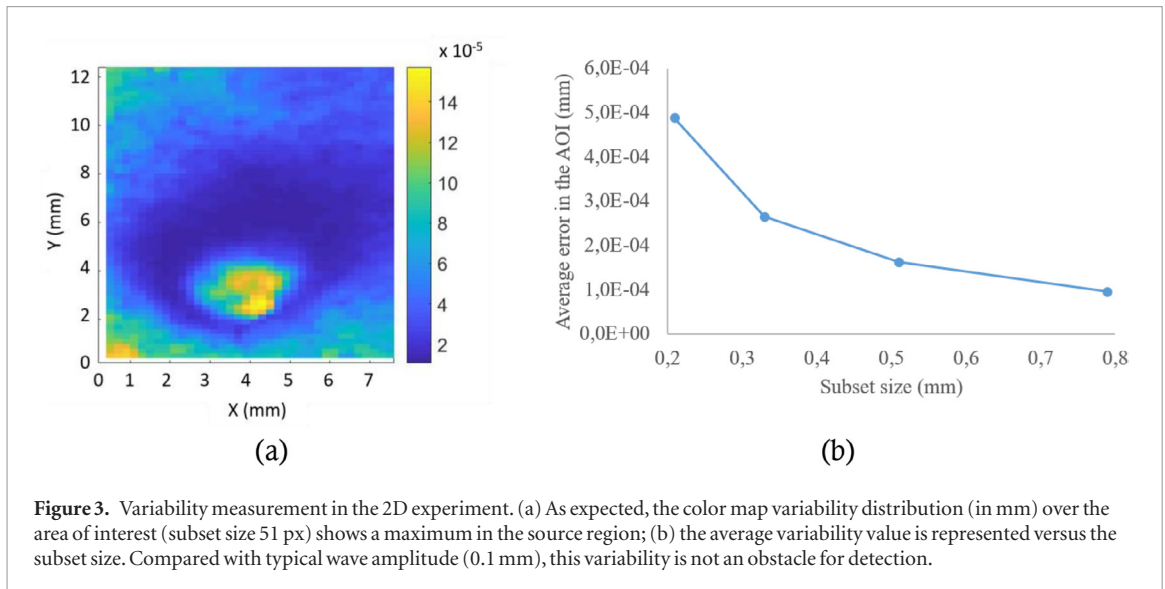 x 10⁻⁵
12
10
8
6
4
2
0
Y (mm)
0 1 2 3 4 5 6 7
X (mm)
14
12
10
8
6
4
2
(a)
6,0E-04
5,0E-04
4,0E-04
3,0E-04
2,0E-04
1,0E-04
0,0E+00
Average error in the AOI (mm)
0,2 0,3 0,4 0,5 0,6 0,7 0,8
Subset size (mm)
(b)
Figure 3. Variability measurement in the 2D experiment. (a) As expected, the color map variability distribution (in mm) over the
area of interest (subset size 51 px) shows a maximum in the source region; (b) the average variability value is represented versus the
subset size. Compared with typical wave amplitude (0.1 mm), this variability is not an obstacle for detection.